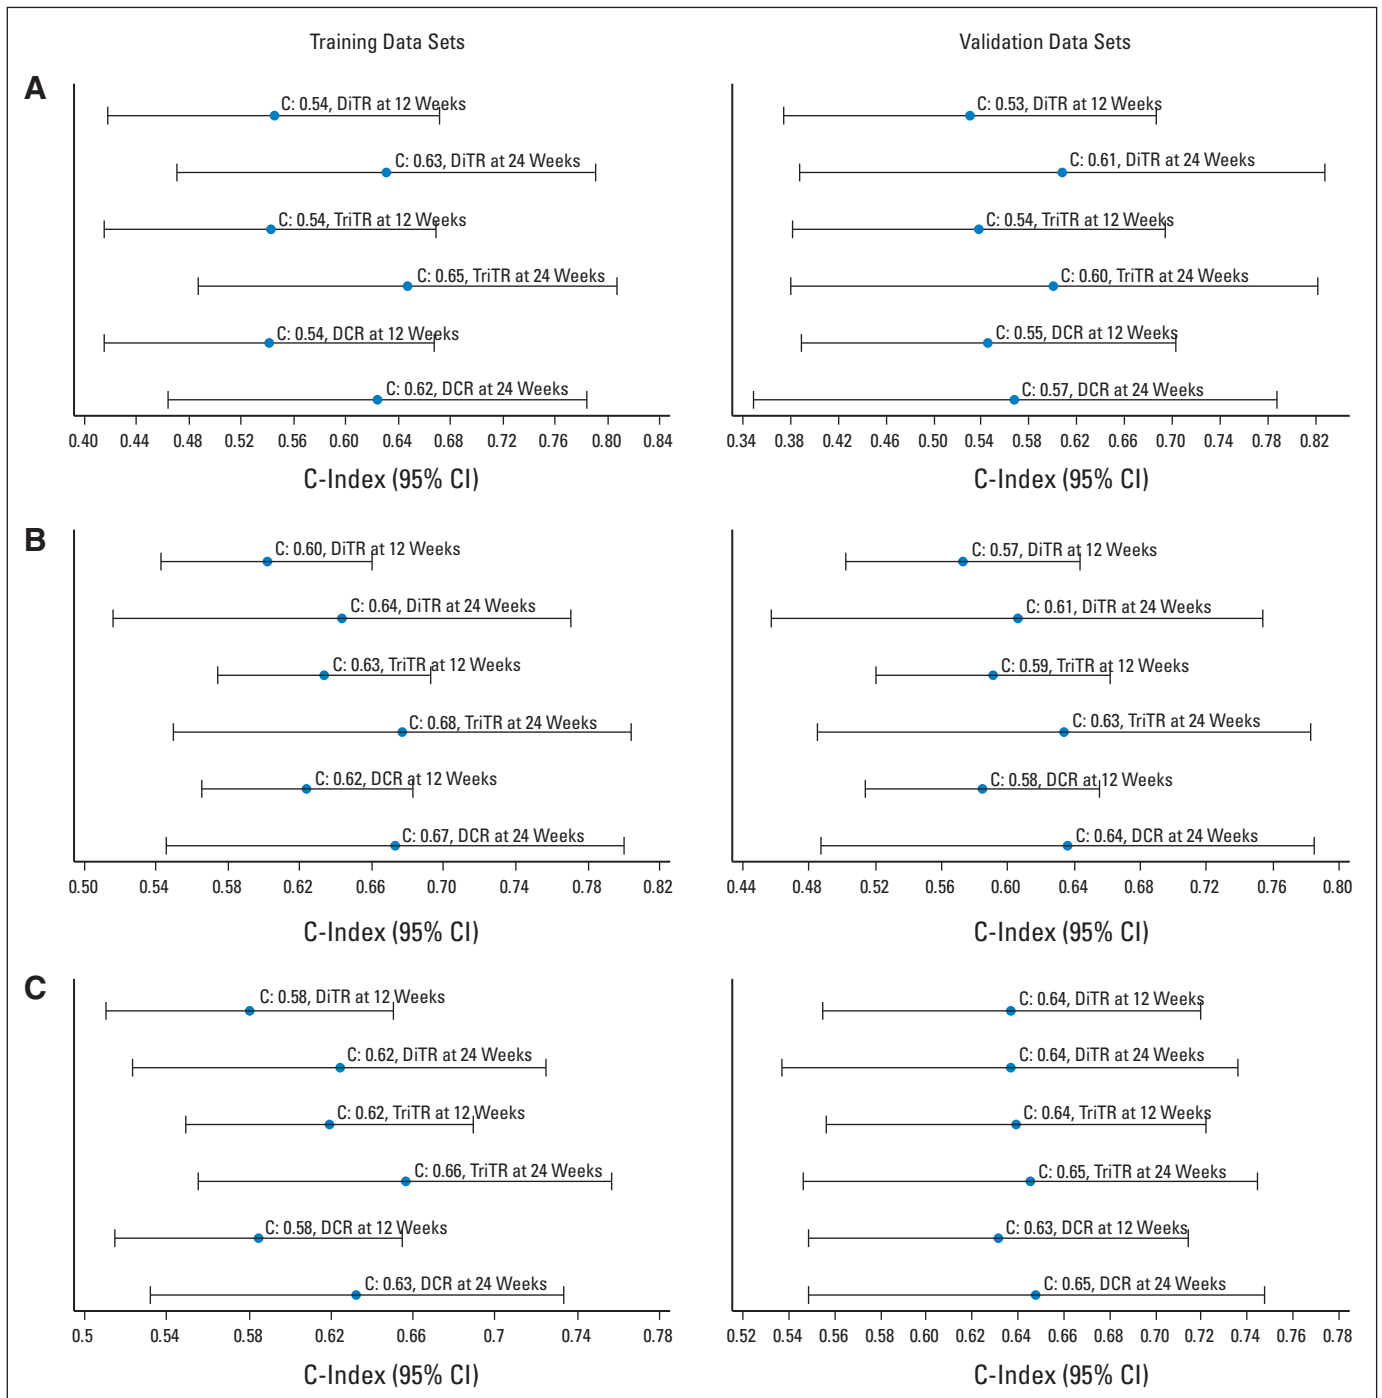 Training Data Sets
Validation Data Sets
A
C: 0.54, DiTR at 12 Weeks
C: 0.63, DiTR at 24 Weeks
C: 0.54, TriTR at 12 Weeks
C: 0.65, TriTR at 24 Weeks
C: 0.54, DCR at 12 Weeks
C: 0.62, DCR at 24 Weeks
0.40 0.44 0.48 0.52 0.56 0.60 0.64 0.68 0.72 0.76 0.80 0.84
C-Index (95% CI)
C: 0.53, DiTR at 12 Weeks
C: 0.61, DiTR at 24 Weeks
C: 0.54, TriTR at 12 Weeks
C: 0.60, TriTR at 24 Weeks
C: 0.55, DCR at 12 Weeks
C: 0.57, DCR at 24 Weeks
0.34 0.38 0.42 0.46 0.50 0.54 0.58 0.62 0.66 0.70 0.74 0.78 0.82
C-Index (95% CI)
B
C: 0.60, DiTR at 12 Weeks
C: 0.64, DiTR at 24 Weeks
C: 0.63, TriTR at 12 Weeks
C: 0.68, TriTR at 24 Weeks
C: 0.62, DCR at 12 Weeks
C: 0.67, DCR at 24 Weeks
0.50 0.54 0.58 0.62 0.66 0.70 0.74 0.78 0.82
C-Index (95% CI)
C: 0.57, DiTR at 12 Weeks
C: 0.61, DiTR at 24 Weeks
C: 0.59, TriTR at 12 Weeks
C: 0.63, TriTR at 24 Weeks
C: 0.58, DCR at 12 Weeks
C: 0.64, DCR at 24 Weeks
0.44 0.48 0.52 0.56 0.60 0.64 0.68 0.72 0.76 0.80
C-Index (95% CI)
C
C: 0.58, DiTR at 12 Weeks
C: 0.62, DiTR at 24 Weeks
C: 0.62, TriTR at 12 Weeks
C: 0.66, TriTR at 24 Weeks
C: 0.58, DCR at 12 Weeks
C: 0.63, DCR at 24 Weeks
0.5 0.54 0.58 0.62 0.66 0.7 0.74 0.78
C-Index (95% CI)
C: 0.64, DiTR at 12 Weeks
C: 0.64, DiTR at 24 Weeks
C: 0.64, TriTR at 12 Weeks
C: 0.65, TriTR at 24 Weeks
C: 0.63, DCR at 12 Weeks
C: 0.65, DCR at 24 Weeks
0.52 0.54 0.56 0.58 0.60 0.62 0.64 0.66 0.68 0.70 0.72 0.74 0.76 0.78
C-Index (95% CI)